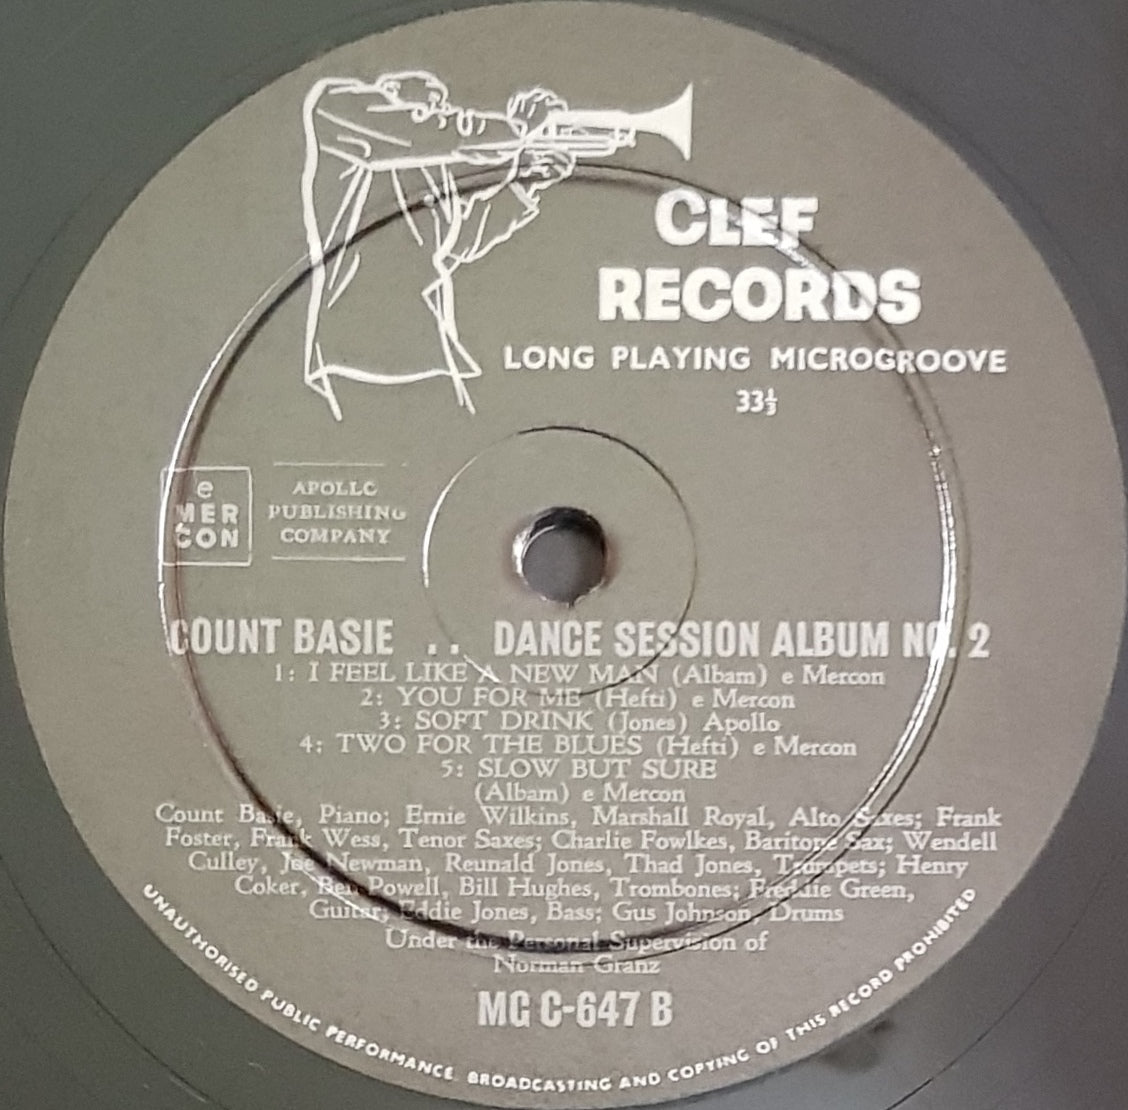 CLEF
RECORDS
LONG PLAYING MICROGROOVE
33⅓
e
MER
CON
APOLLO
PUBLISHING
COMPANY
COUNT BASIE . . DANCE SESSION ALBUM NO. 2
1: I FEEL LIKE A NEW MAN (Albam) e Mercon
2: YOU FOR ME (Hefti) e Mercon
3: SOFT DRINK (Jones) Apollo
4: TWO FOR THE BLUES (Hefti) e Mercon
5: SLOW BUT SURE
(Albam) e Mercon
Count Basie, Piano; Ernie Wilkins, Marshall Royal, Alto Saxes; Frank
Foster, Frank Wess, Tenor Saxes; Charlie Fowlkes, Baritone Sax; Wendell
Culley, Joe Newman, Reunald Jones, Thad Jones, Trumpets; Henry
Coker, Ben Powell, Bill Hughes, Trombones; Freddie Green,
Guitar; Eddie Jones, Bass; Gus Johnson, Drums
Under the Personal Supervision of
Norman Granz
MG C-647 B
UNAUTHORISED PUBLIC PERFORMANCE, BROADCASTING AND COPYING OF THIS RECORD PROHIBITED